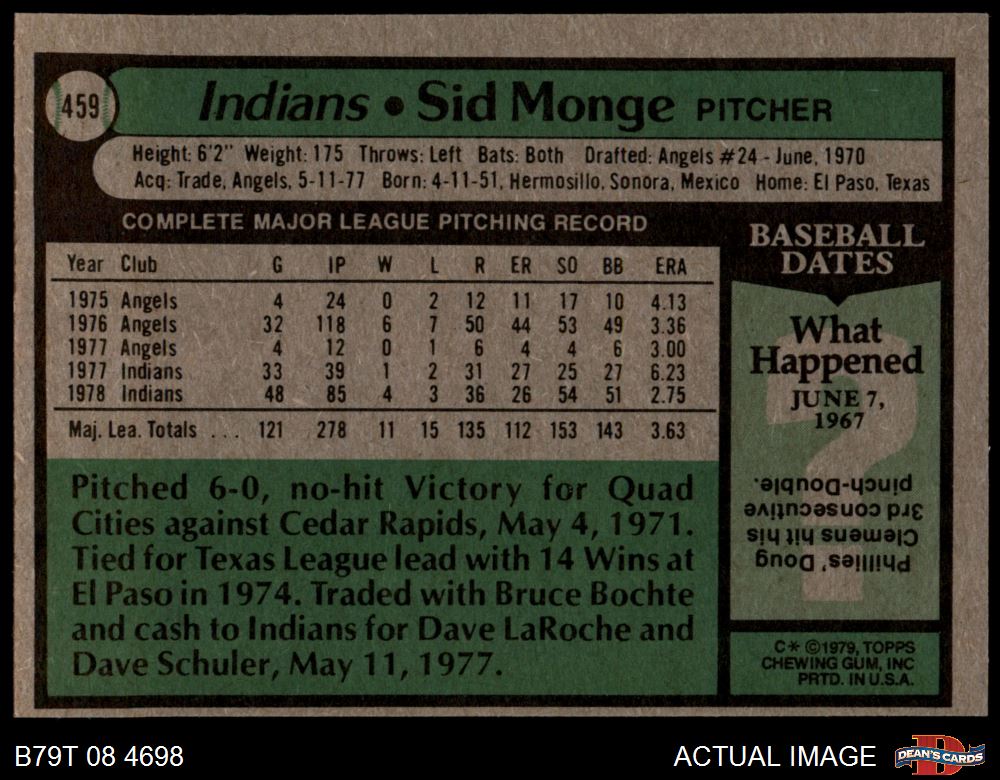 459
Indians • Sid Monge PITCHER
Height: 6'2" Weight: 175 Throws: Left Bats: Both Drafted: Angels #24 - June, 1970
Acq: Trade, Angels, 5-11-77 Born: 4-11-51, Hermosillo, Sonora, Mexico Home: El Paso, Texas
COMPLETE MAJOR LEAGUE PITCHING RECORD
Year Club G IP W L R ER SO BB ERA
1975 Angels 4 24 0 2 12 11 17 10 4.13
1976 Angels 32 118 6 7 50 44 53 49 3.36
1977 Angels 4 12 0 1 6 4 4 6 3.00
1977 Indians 33 39 1 2 31 27 25 27 6.23
1978 Indians 48 85 4 3 36 26 54 51 2.75
Maj. Lea. Totals ... 121 278 11 15 135 112 153 143 3.63
Pitched 6-0, no-hit Victory for Quad
Cities against Cedar Rapids, May 4, 1971.
Tied for Texas League lead with 14 Wins at
El Paso in 1974. Traded with Bruce Bochte
and cash to Indians for Dave LaRoche and
Dave Schuler, May 11, 1977.
BASEBALL
DATES
What
Happened
JUNE 7,
1967
?
Phillies' Doug
Clemens hit his
3rd consecutive
pinch-Double.
C* ©1979, TOPPS
CHEWING GUM, INC
PRTD. IN U.S.A.
B79T 08 4698
ACTUAL IMAGE
D
DEAN'S CARDS